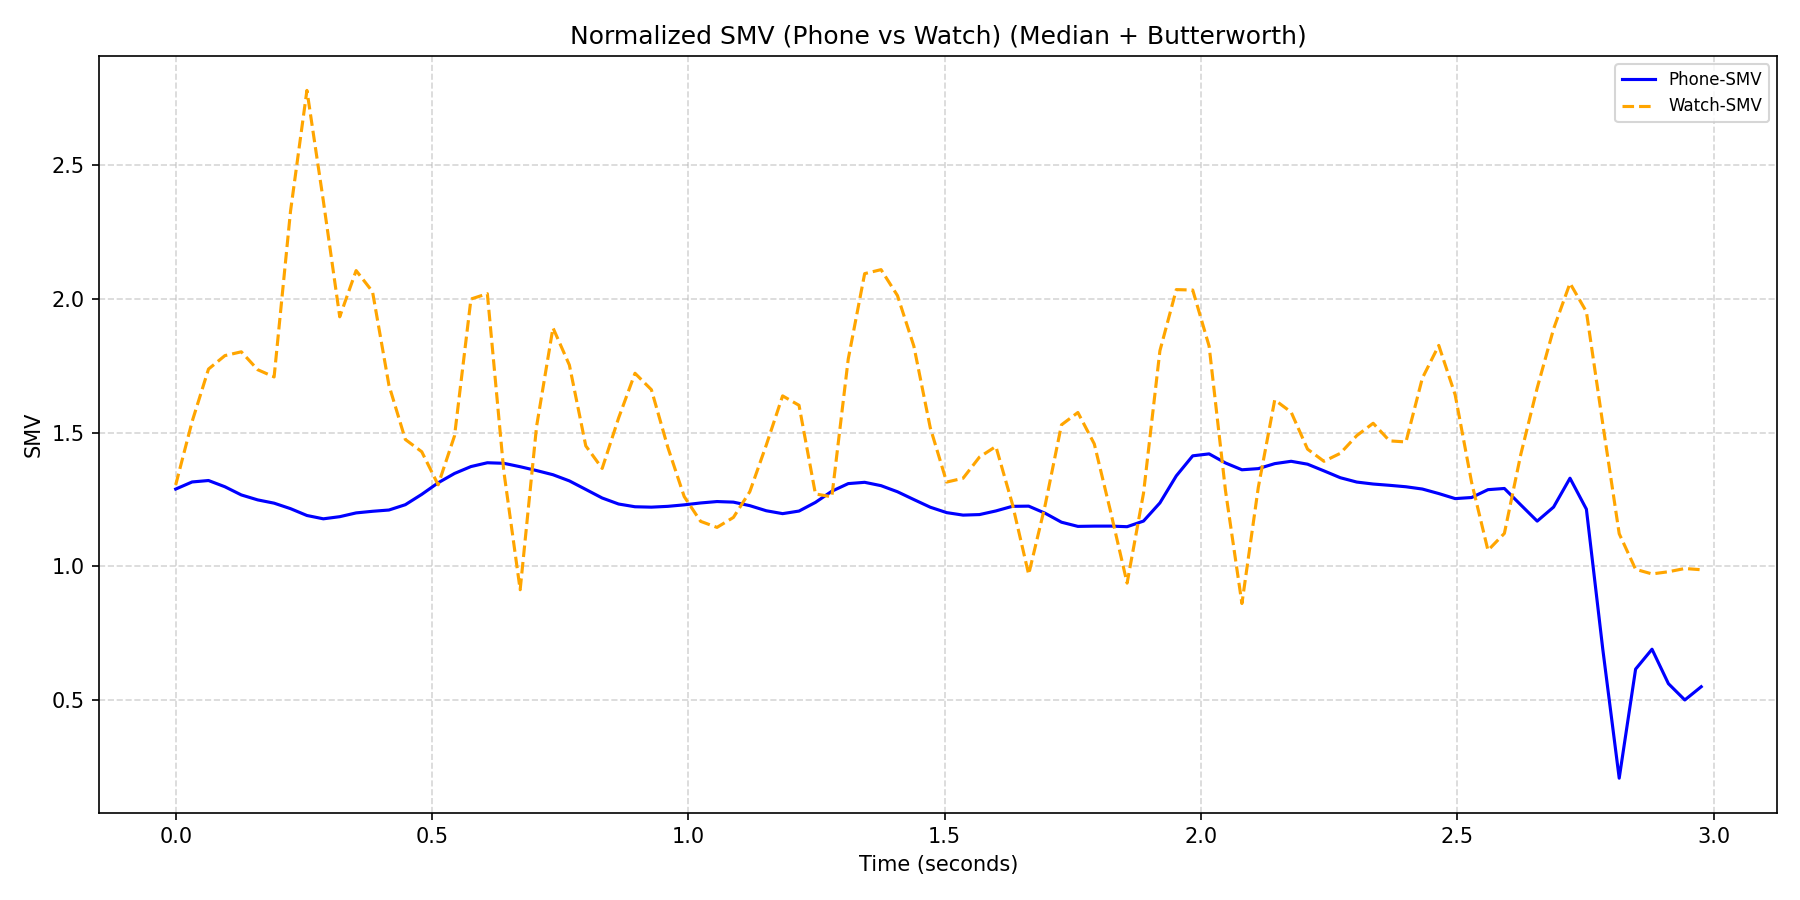 Normalized SMV (Phone vs Watch) (Median + Butterworth)
Phone-SMV
Watch-SMV
SMV
2.5
2.0
1.5
1.0
0.5
0.0 0.5 1.0 1.5 2.0 2.5 3.0
Time (seconds)